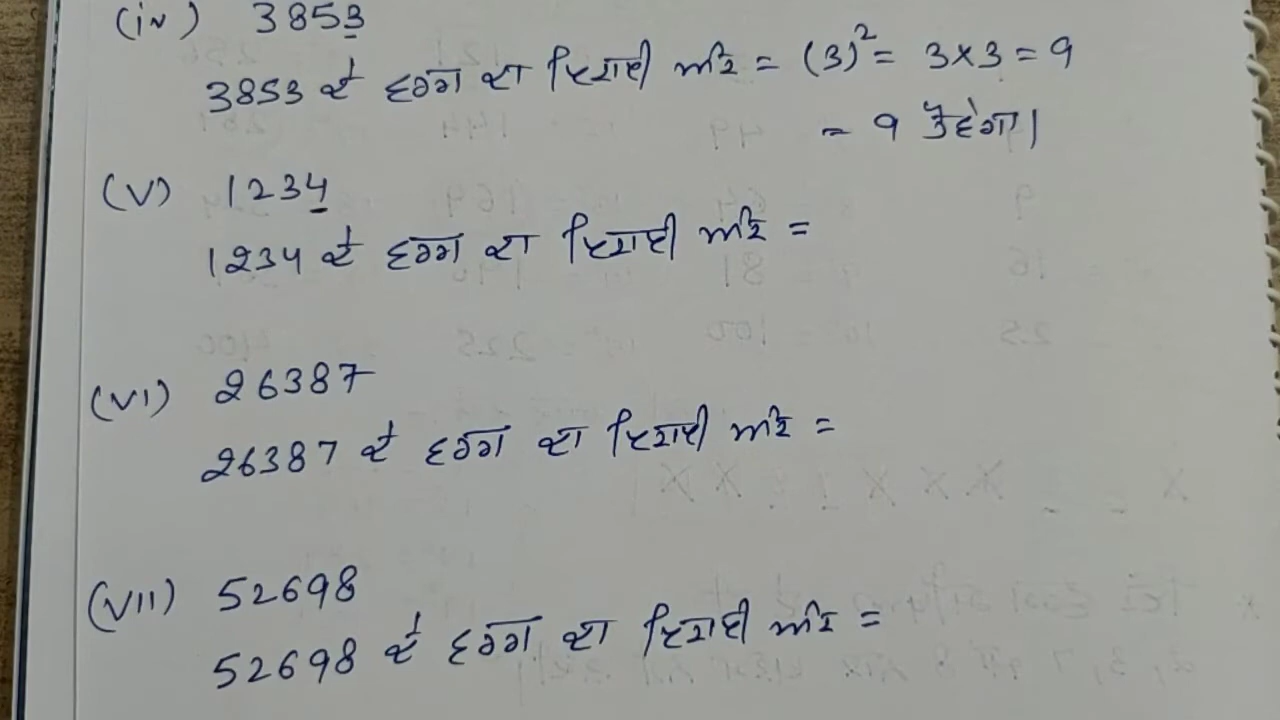 (iv) 3853
3853 ਦੇ ਵਰਗ ਦਾ ਇਕਾਈ ਅੰਕ = (3)² = 3×3 = 9
= 9 ਹੋਵੇਗਾ।
(V) 1234
1234 ਦੇ ਵਰਗ ਦਾ ਇਕਾਈ ਅੰਕ =
(VI) 26387
26387 ਦੇ ਵਰਗ ਦਾ ਇਕਾਈ ਅੰਕ =
(VII) 52698
52698 ਦੇ ਵਰਗ ਦਾ ਇਕਾਈ ਅੰਕ =